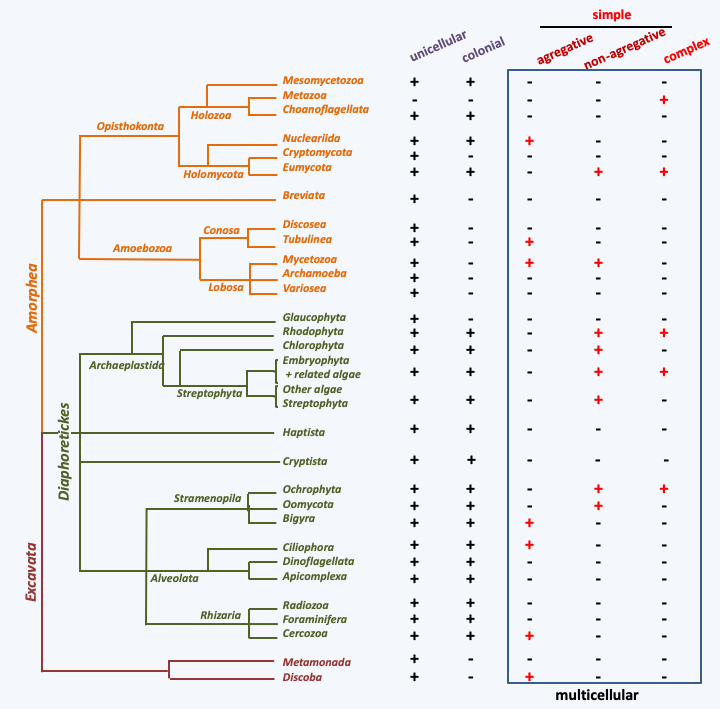 simple
unicellular colonial agregative non-agregative complex
Mesomycetozoa + + - - -
Metazoa - - - - +
Choanoflagellata + + - - -
Holozoa
Opisthokonta
Nucleariida + + + - -
Cryptomycota + - - - -
Eumycota + + - + +
Holomycota
Breviata + - - - -
Discosea + - - - -
Conosa
Tubulinea + - + - -
Amoebozoa
Mycetozoa + - + + -
Archamoeba + - - - -
Variosea + - - - -
Lobosa
Amorphea
Glaucophyta + - - - -
Rhodophyta + + - + +
Chlorophyta + + - + -
Archaeplastida
Embryophyta
+ related algae + + - + +
Other algae
Streptophyta
Streptophyta + + - + -
Diaphoretickes
Haptista + + - - -
Cryptista + + - - -
Ochrophyta + + - + +
Stramenopila
Oomycota + + - + -
Bigyra + + + - -
Ciliophora + + + - -
Dinoflagellata + + - - -
Alveolata
Apicomplexa + + - - -
Excavata
Radiozoa + + - - -
Rhizaria
Foraminifera + + - - -
Cercozoa + + + - -
Metamonada + - - - -
Discoba + - + - -
multicellular